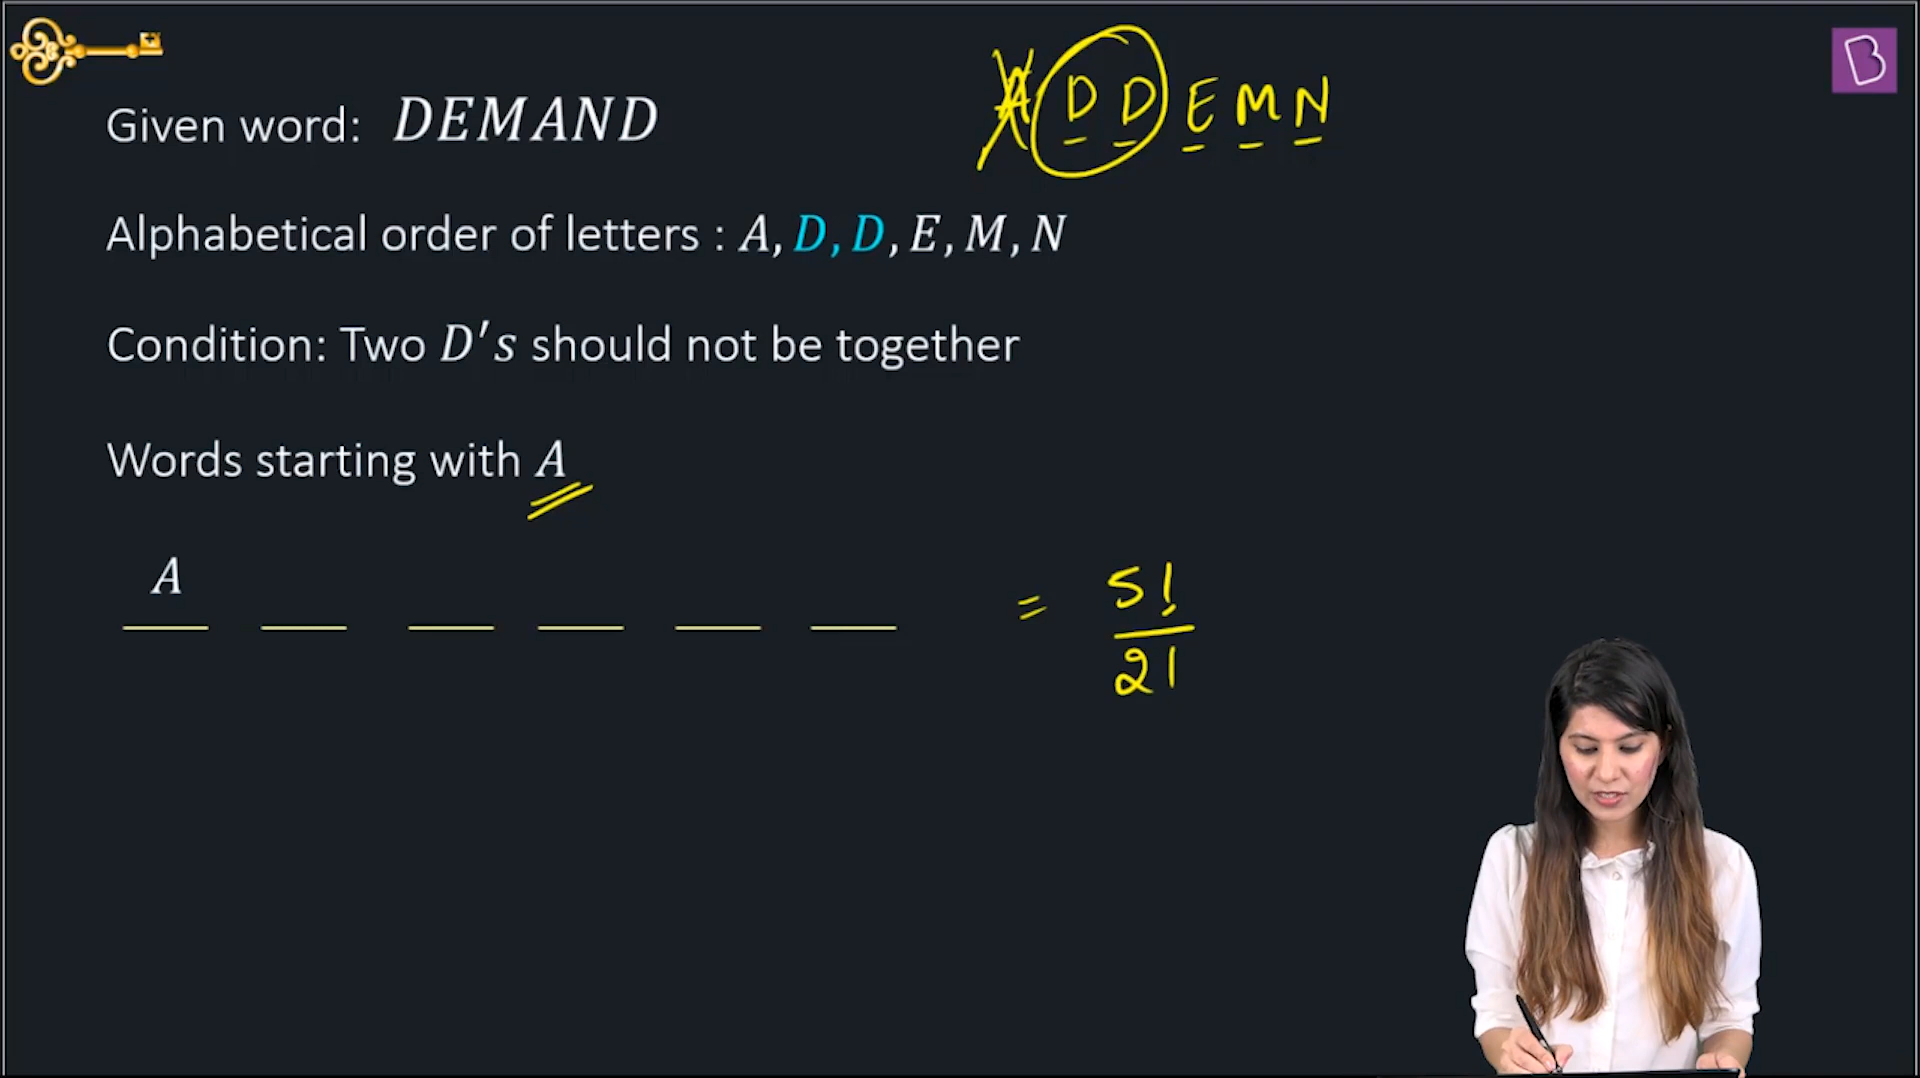 A D D E M N
B
Given word: DEMAND
Alphabetical order of letters : A, D, D, E, M, N
Condition: Two D's should not be together
Words starting with A
A
= 5!
2!